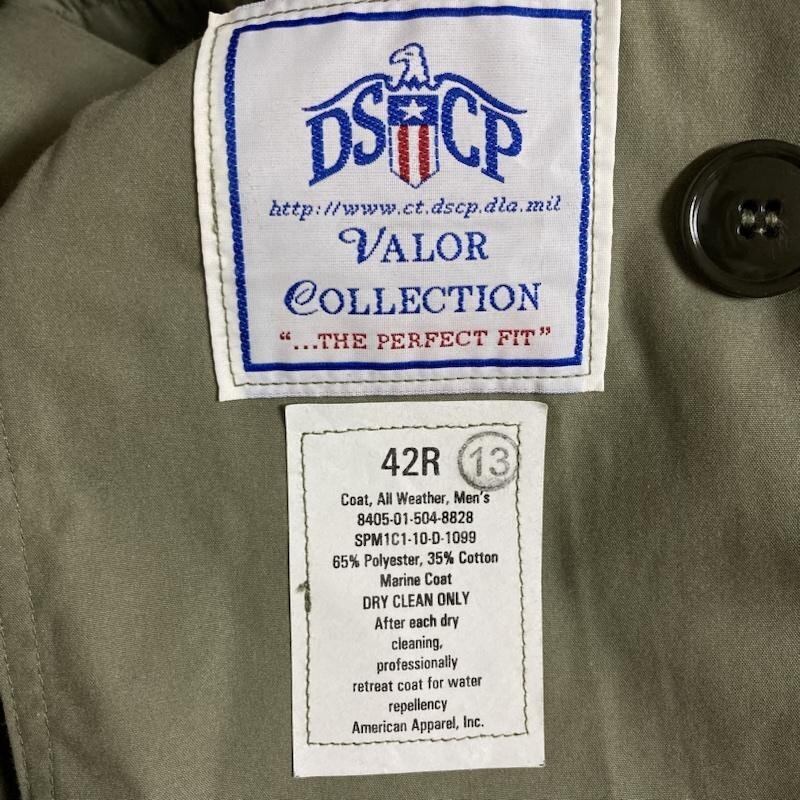 DSCP
http://www.ct.dscp.dla.mil
VALOR
COLLECTION
"...THE PERFECT FIT"
42R 13
Coat, All Weather, Men's
8405-01-504-8828
SPM1C1-10-D-1099
65% Polyester, 35% Cotton
Marine Coat
DRY CLEAN ONLY
After each dry
cleaning,
professionally
retreat coat for water
repellency
American Apparel, Inc.